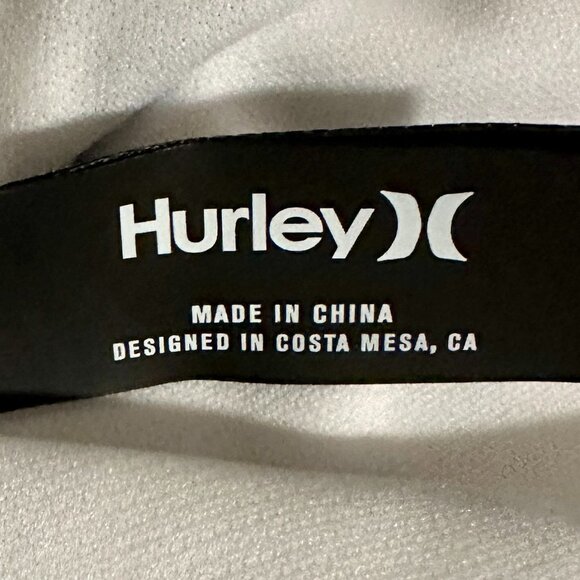 Hurley
MADE IN CHINA
DESIGNED IN COSTA MESA, CA